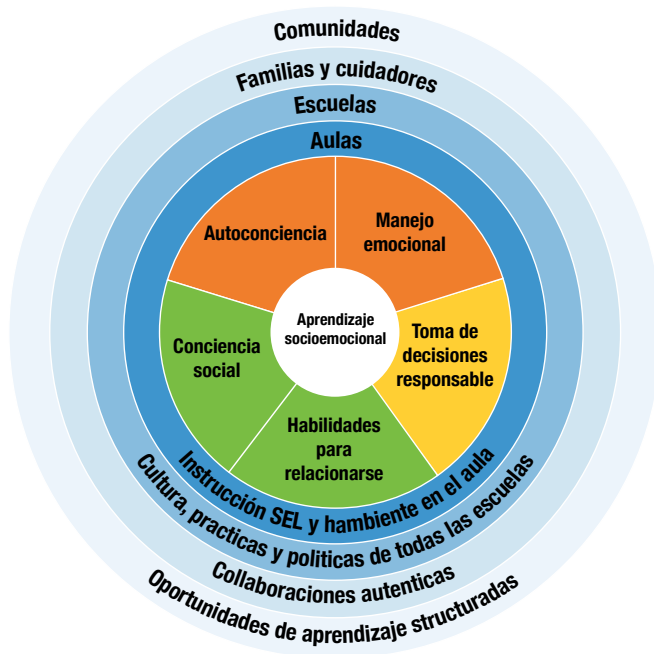 Comunidades
Familias y cuidadores
Escuelas
Aulas
Autoconciencia
Manejo
emocional
Aprendizaje
socioemocional
Conciencia
social
Toma de
decisiones
responsable
Habilidades
para
relacionarse
Instrucción SEL y hambiente en el aula
Cultura, practicas y politicas de todas las escuelas
Collaboraciones autenticas
Oportunidades de aprendizaje structuradas